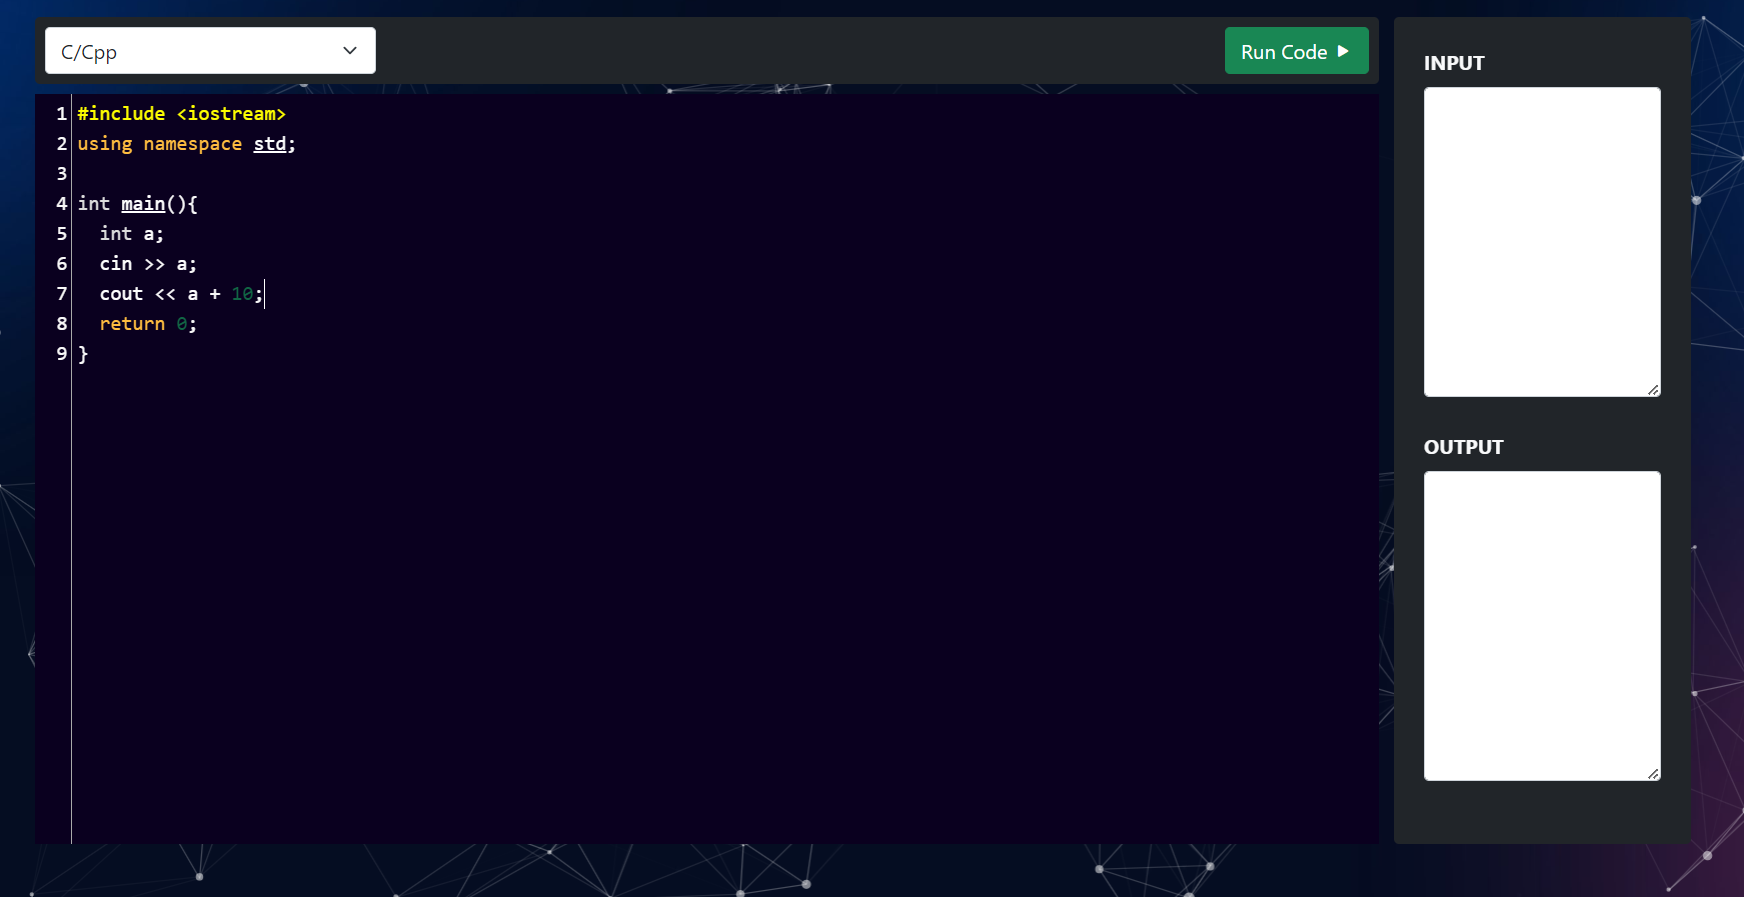 C/Cpp
Run Code
1 #include <iostream>
2 using namespace std;
3
4 int main(){
5   int a;
6   cin >> a;
7   cout << a + 10;
8   return 0;
9 }
INPUT
OUTPUT